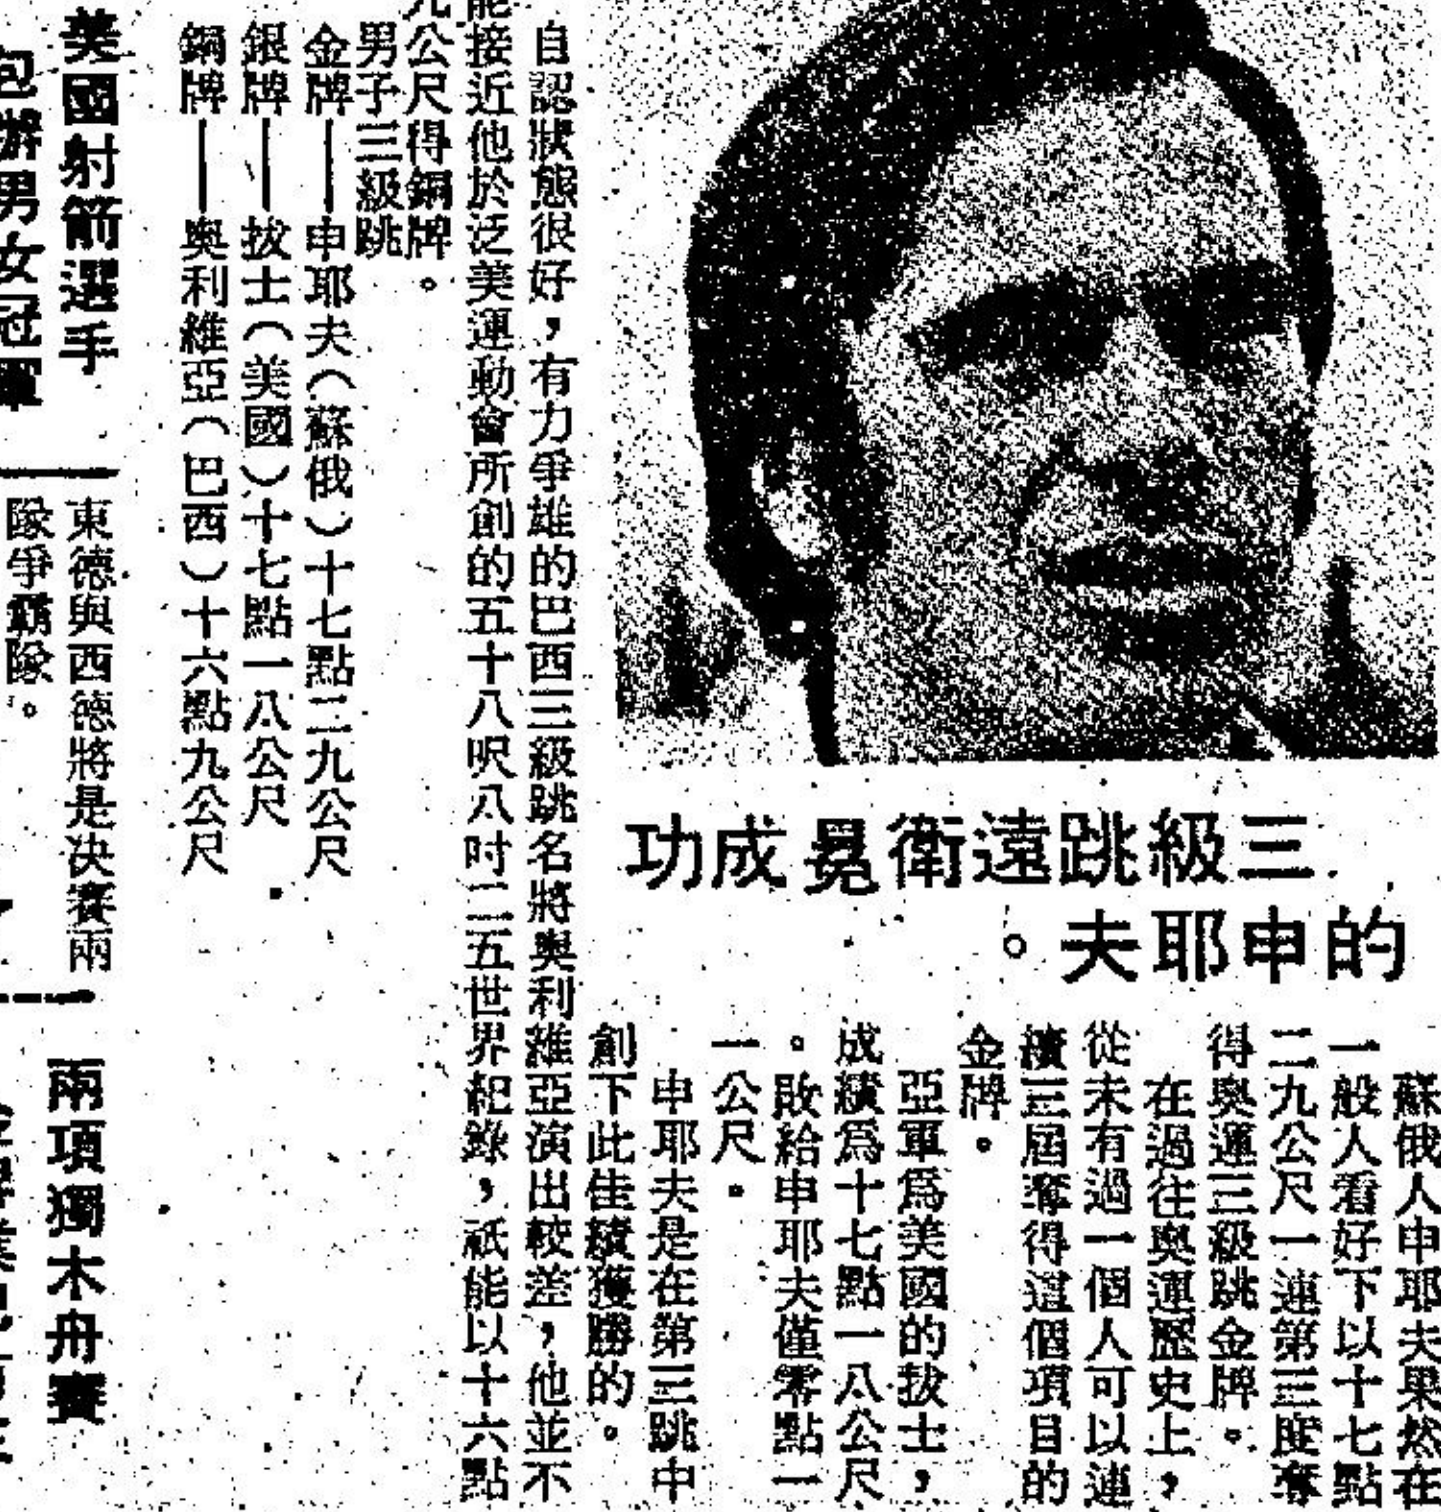 三級跳遠衛冕成功
的申耶夫。
蘇俄人申耶夫果然在
一般人看好下以十七點
二九公尺一連第三度奪
得奧運三級跳金牌。
在過往奧運歷史上，
從未有過一個人可以連
續三屆奪得這個項目的
金牌。
亞軍為美國的拔士，
成績為十七點一八公尺
。敗給申耶夫僅零點一
一公尺。
申耶夫是在第三跳中
創下此佳績獲勝的。
自認狀態很好，有力爭雄的巴西三級跳名將奧利維亞演出較差，他並不
能接近他於泛美運動會所創的五十八呎八吋二五世界紀錄，祇能以十六點
九公尺得銅牌。
男子三級跳
金牌——申耶夫（蘇俄）十七點二九公尺
銀牌——拔士（美國）十七點一八公尺
銅牌——奧利維亞（巴西）十六點九公尺
美國射箭選手
包辦男女冠軍
東德與西德將是决賽兩
隊爭霸隊。
兩項獨木舟賽